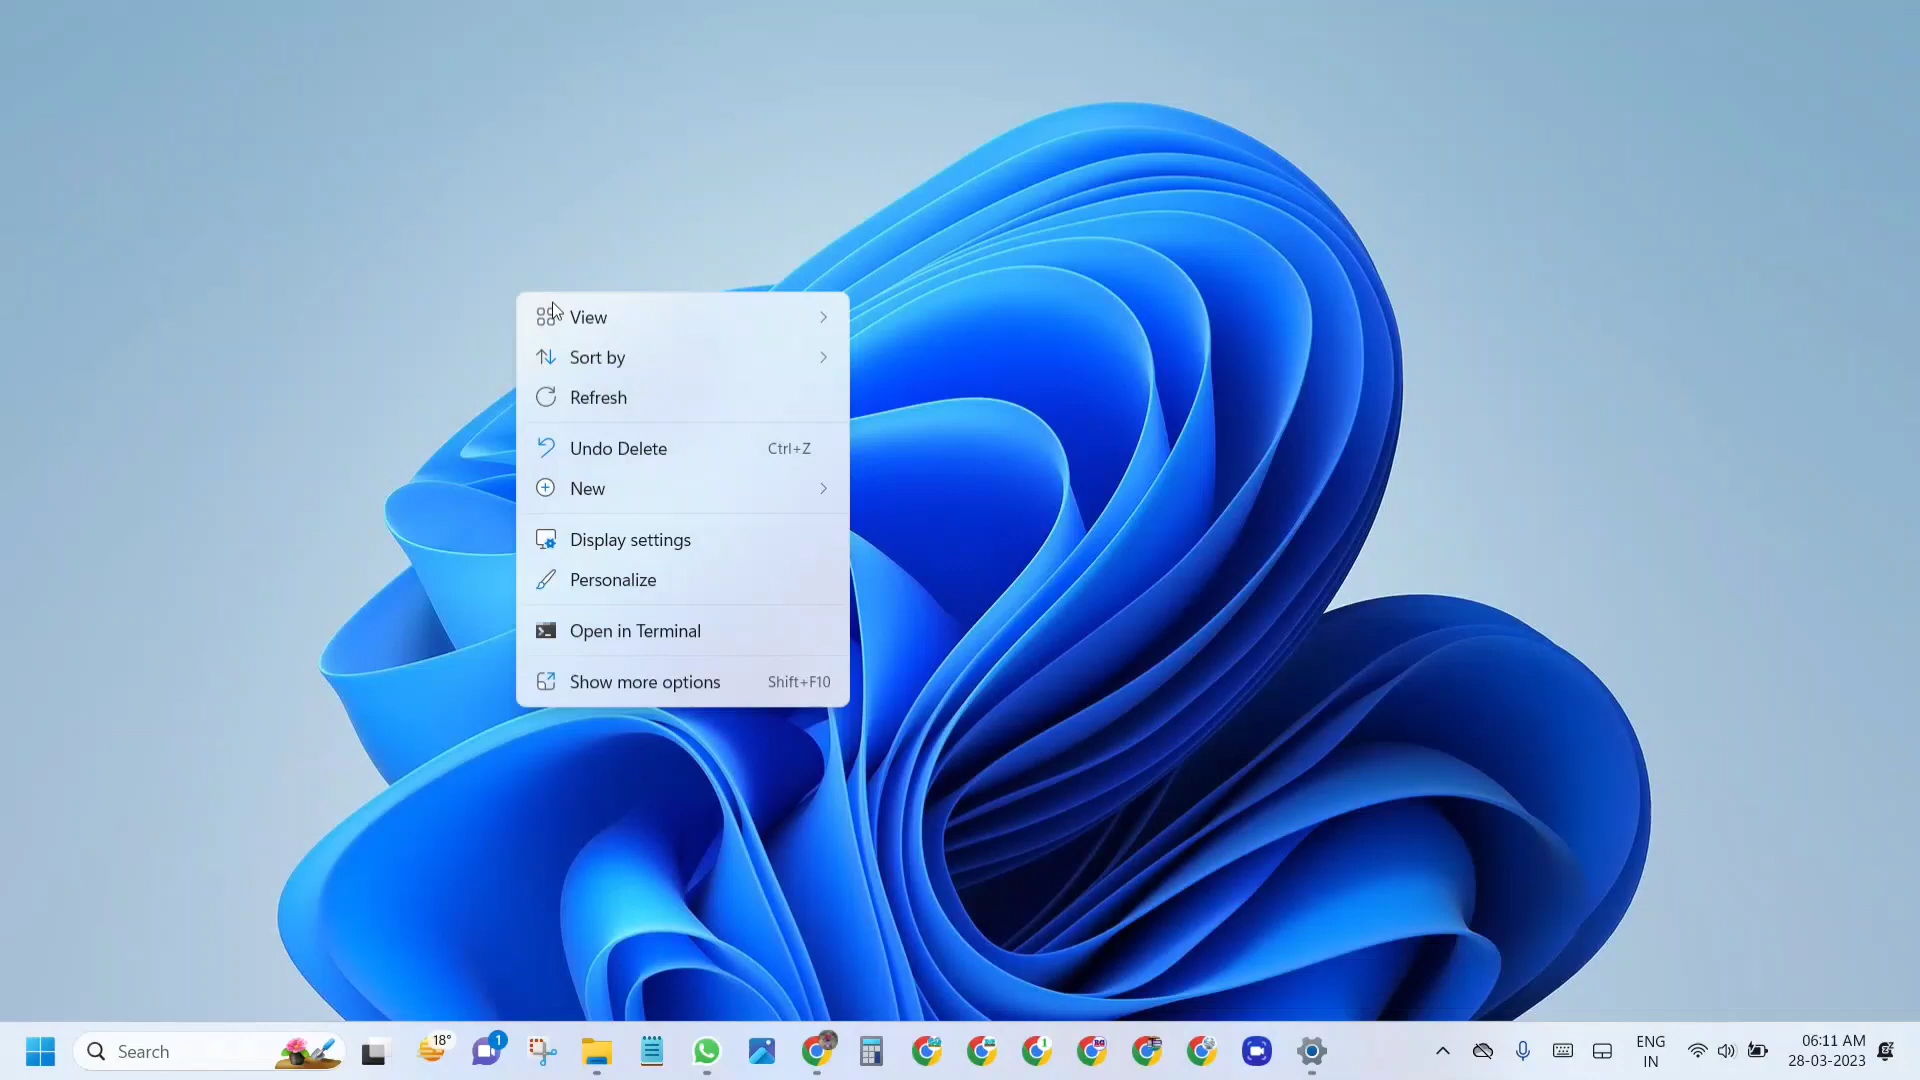 View
Sort by
Refresh
Undo Delete Ctrl+Z
New
Display settings
Personalize
Open in Terminal
Show more options Shift+F10
Search
18°
1
1
ENG
IN
06:11 AM
28-03-2023